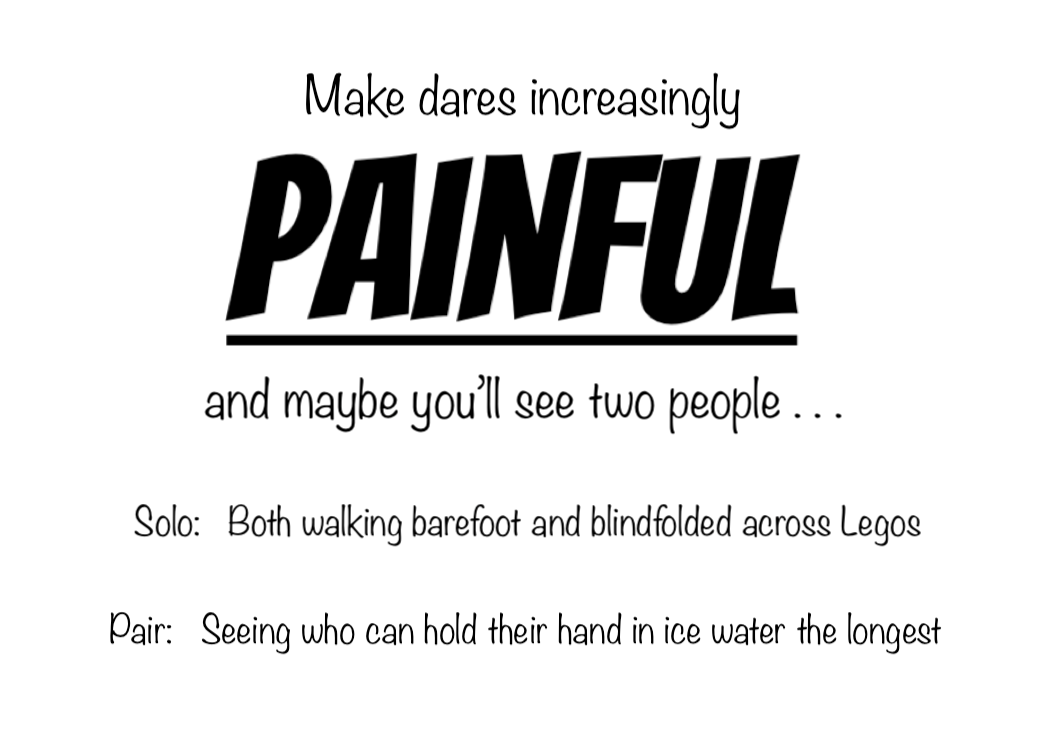 Make dares increasingly
PAINFUL
and maybe you’ll see two people . . .
Solo: Both walking barefoot and blindfolded across Legos
Pair: Seeing who can hold their hand in ice water the longest